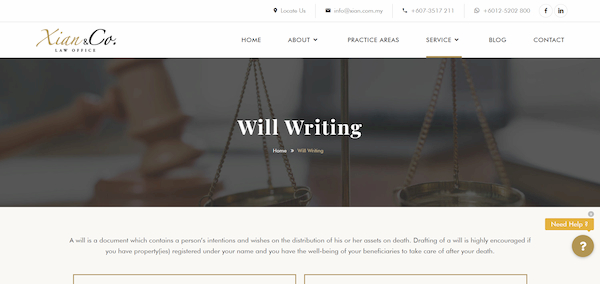 Locate Us info@xian.com.my +607-3517 211 +6012-5202 800 f in
Xian &Co.
LAW OFFICE
HOME ABOUT PRACTICE AREAS SERVICE BLOG CONTACT
Will Writing
Home » Will Writing
Need Help ?
?
A will is a document which contains a person's intentions and wishes on the distribution of his or her assets on death. Drafting of a will is highly encouraged if
you have property(ies) registered under your name and you have the well-being of your beneficiaries to take care of after your death.